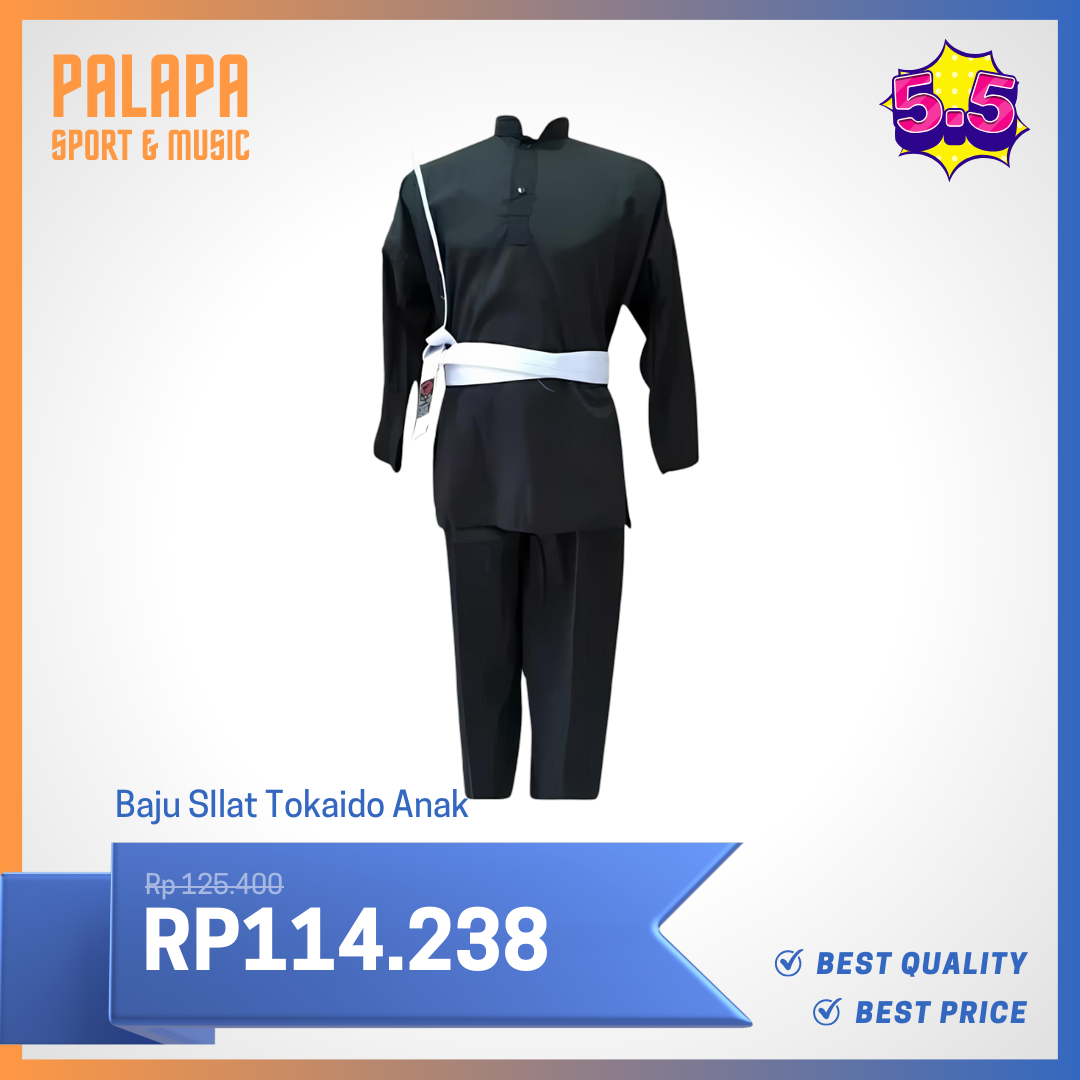 PALAPA
SPORT & MUSIC
5.5
Baju SIlat Tokaido Anak
Rp 125.400
RP114.238
BEST QUALITY
BEST PRICE